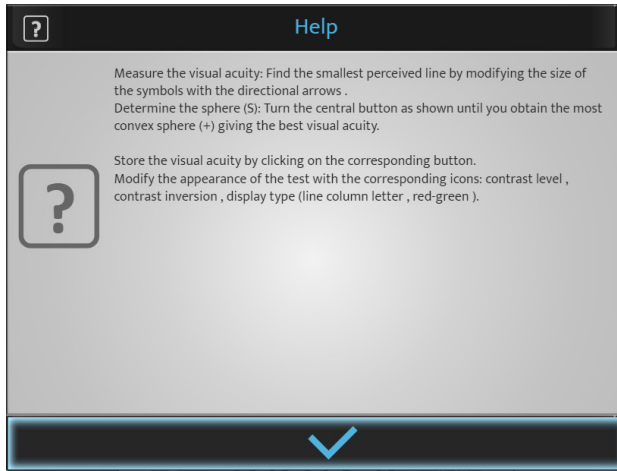 ?
Help
Measure the visual acuity: Find the smallest perceived line by modifying the size of
the symbols with the directional arrows .
Determine the sphere (S): Turn the central button as shown until you obtain the most
convex sphere (+) giving the best visual acuity.
Store the visual acuity by clicking on the corresponding button.
Modify the appearance of the test with the corresponding icons: contrast level ,
contrast inversion , display type (line column letter , red-green ).
?